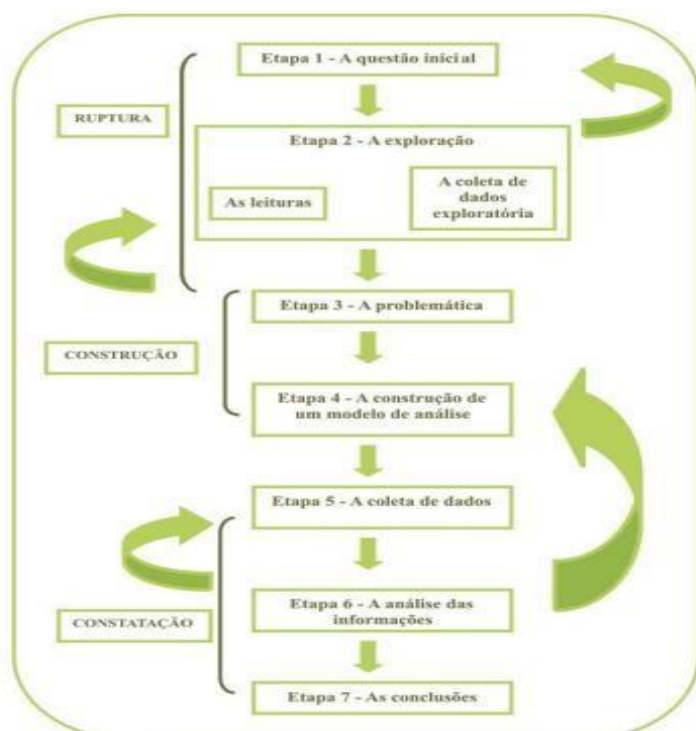 Etapa 1 - A questão inicial
RUPTURA
Etapa 2 - A exploração
As leituras
A coleta de
dados
exploratória
Etapa 3 - A problemática
CONSTRUÇÃO
Etapa 4 - A construção de
um modelo de análise
Etapa 5 - A coleta de dados
Etapa 6 - A análise das
informações
CONSTATAÇÃO
Etapa 7 - As conclusões